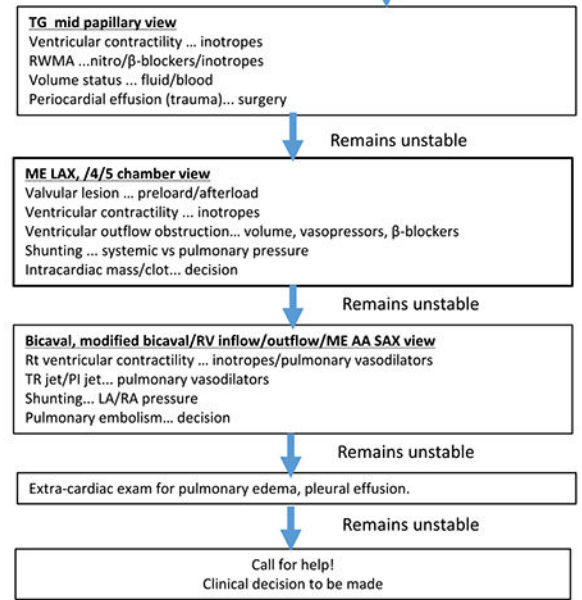 TG mid papillary view
Ventricular contractility ... inotropes
RWMA ...nitro/β-blockers/inotropes
Volume status ... fluid/blood
Periocardial effusion (trauma)... surgery
Remains unstable
ME LAX, /4/5 chamber view
Valvular lesion ... preloard/afterload
Ventricular contractility ... inotropes
Ventricular outflow obstruction... volume, vasopressors, β-blockers
Shunting ... systemic vs pulmonary pressure
Intracardiac mass/clot... decision
Remains unstable
Bicaval, modified bicaval/RV inflow/outflow/ME AA SAX view
Rt ventricular contractility ... inotropes/pulmonary vasodilators
TR jet/PI jet... pulmonary vasodilators
Shunting... LA/RA pressure
Pulmonary embolism... decision
Remains unstable
Extra-cardiac exam for pulmonary edema, pleural effusion.
Remains unstable
Call for help!
Clinical decision to be made